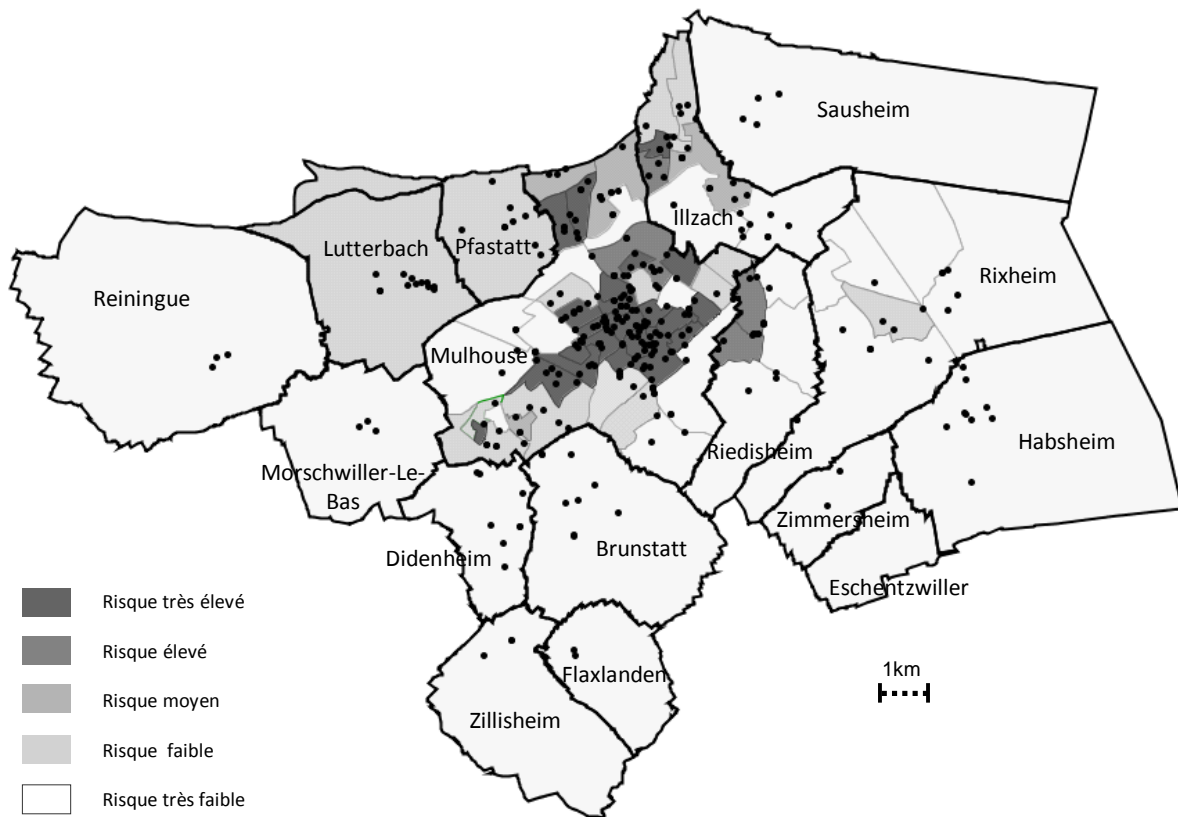 Sausheim
Illzach
Lutterbach
Pfastatt
Reiningue
Rixheim
Mulhouse
Habsheim
Riedisheim
Morschwiller-Le-
Bas
Zimmersheim
Didenheim
Brunstatt
Eschentzwiller
Risque très élevé
Risque élevé
Flaxlanden
1km
Risque moyen
Zillisheim
Risque faible
Risque très faible